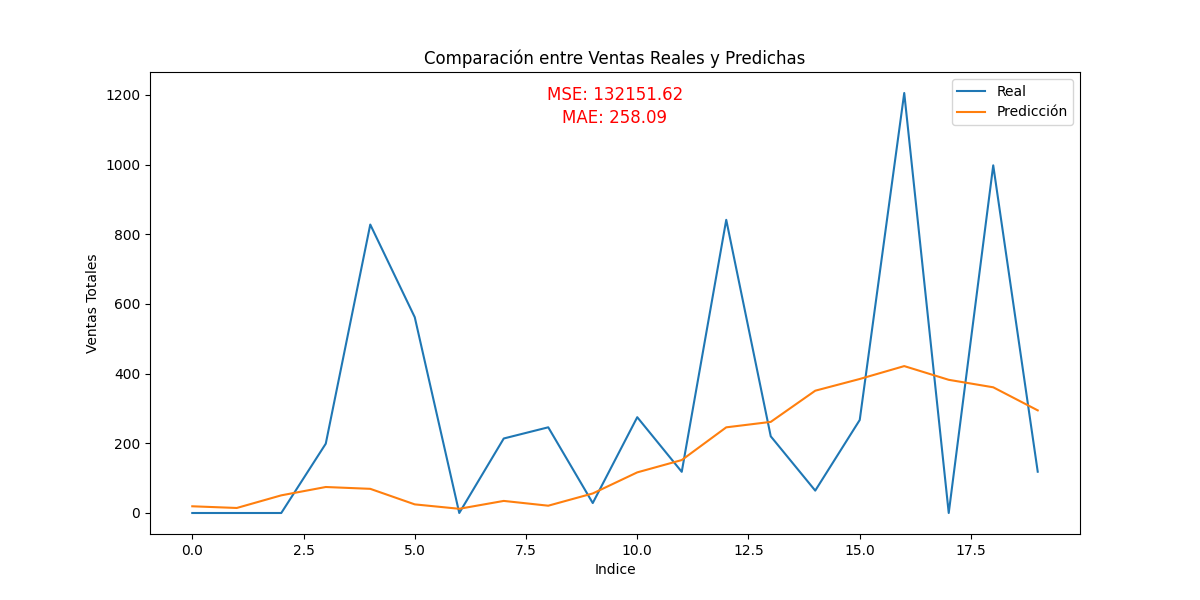 Comparación entre Ventas Reales y Predichas
MSE: 132151.62
MAE: 258.09
Real
Predicción
Ventas Totales
1200
1000
800
600
400
200
0
0.0 2.5 5.0 7.5 10.0 12.5 15.0 17.5
Indice